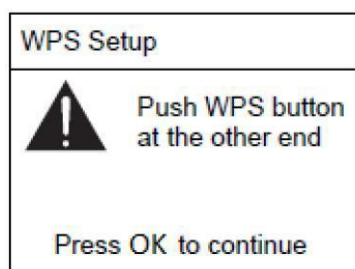 WPS Setup
Push WPS button
at the other end
Press OK to continue